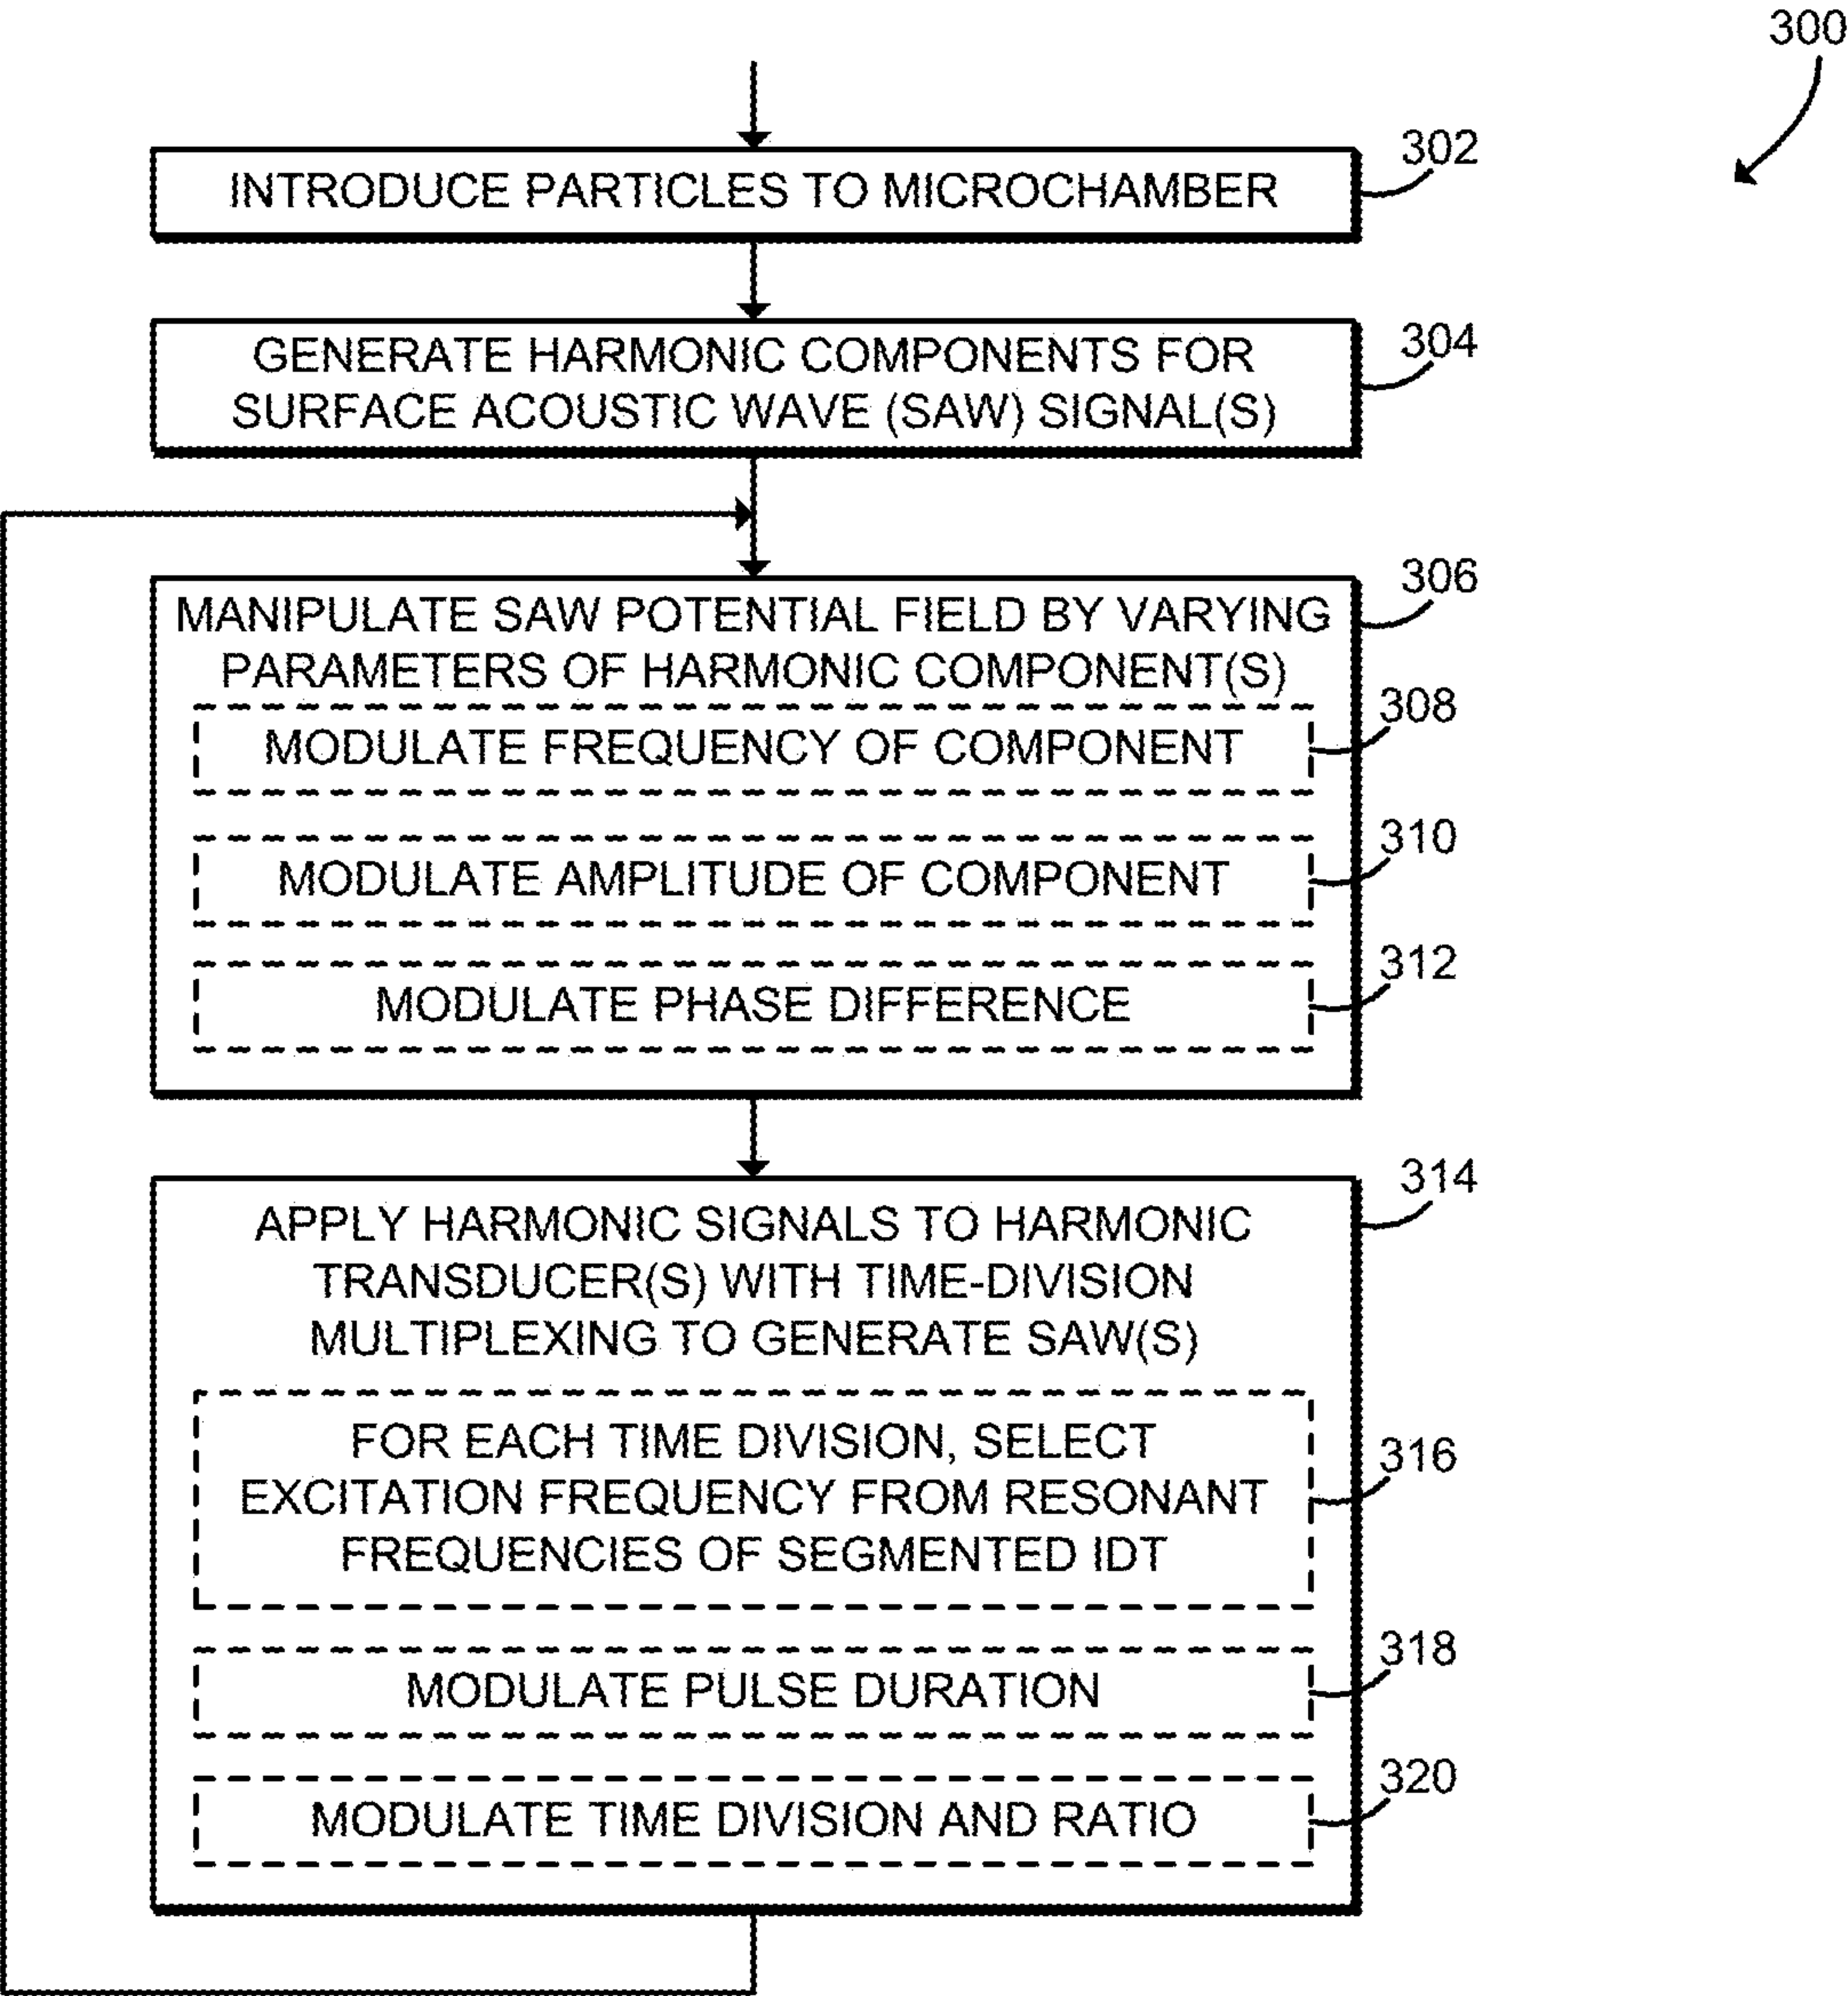 300
302
INTRODUCE PARTICLES TO MICROCHAMBER
304
GENERATE HARMONIC COMPONENTS FOR
SURFACE ACOUSTIC WAVE (SAW) SIGNAL(S)
306
MANIPULATE SAW POTENTIAL FIELD BY VARYING
PARAMETERS OF HARMONIC COMPONENT(S)
308
MODULATE FREQUENCY OF COMPONENT
310
MODULATE AMPLITUDE OF COMPONENT
312
MODULATE PHASE DIFFERENCE
314
APPLY HARMONIC SIGNALS TO HARMONIC
TRANSDUCER(S) WITH TIME-DIVISION
MULTIPLEXING TO GENERATE SAW(S)
FOR EACH TIME DIVISION, SELECT
316
EXCITATION FREQUENCY FROM RESONANT
FREQUENCIES OF SEGMENTED IDT
318
MODULATE PULSE DURATION
320
MODULATE TIME DIVISION AND RATIO